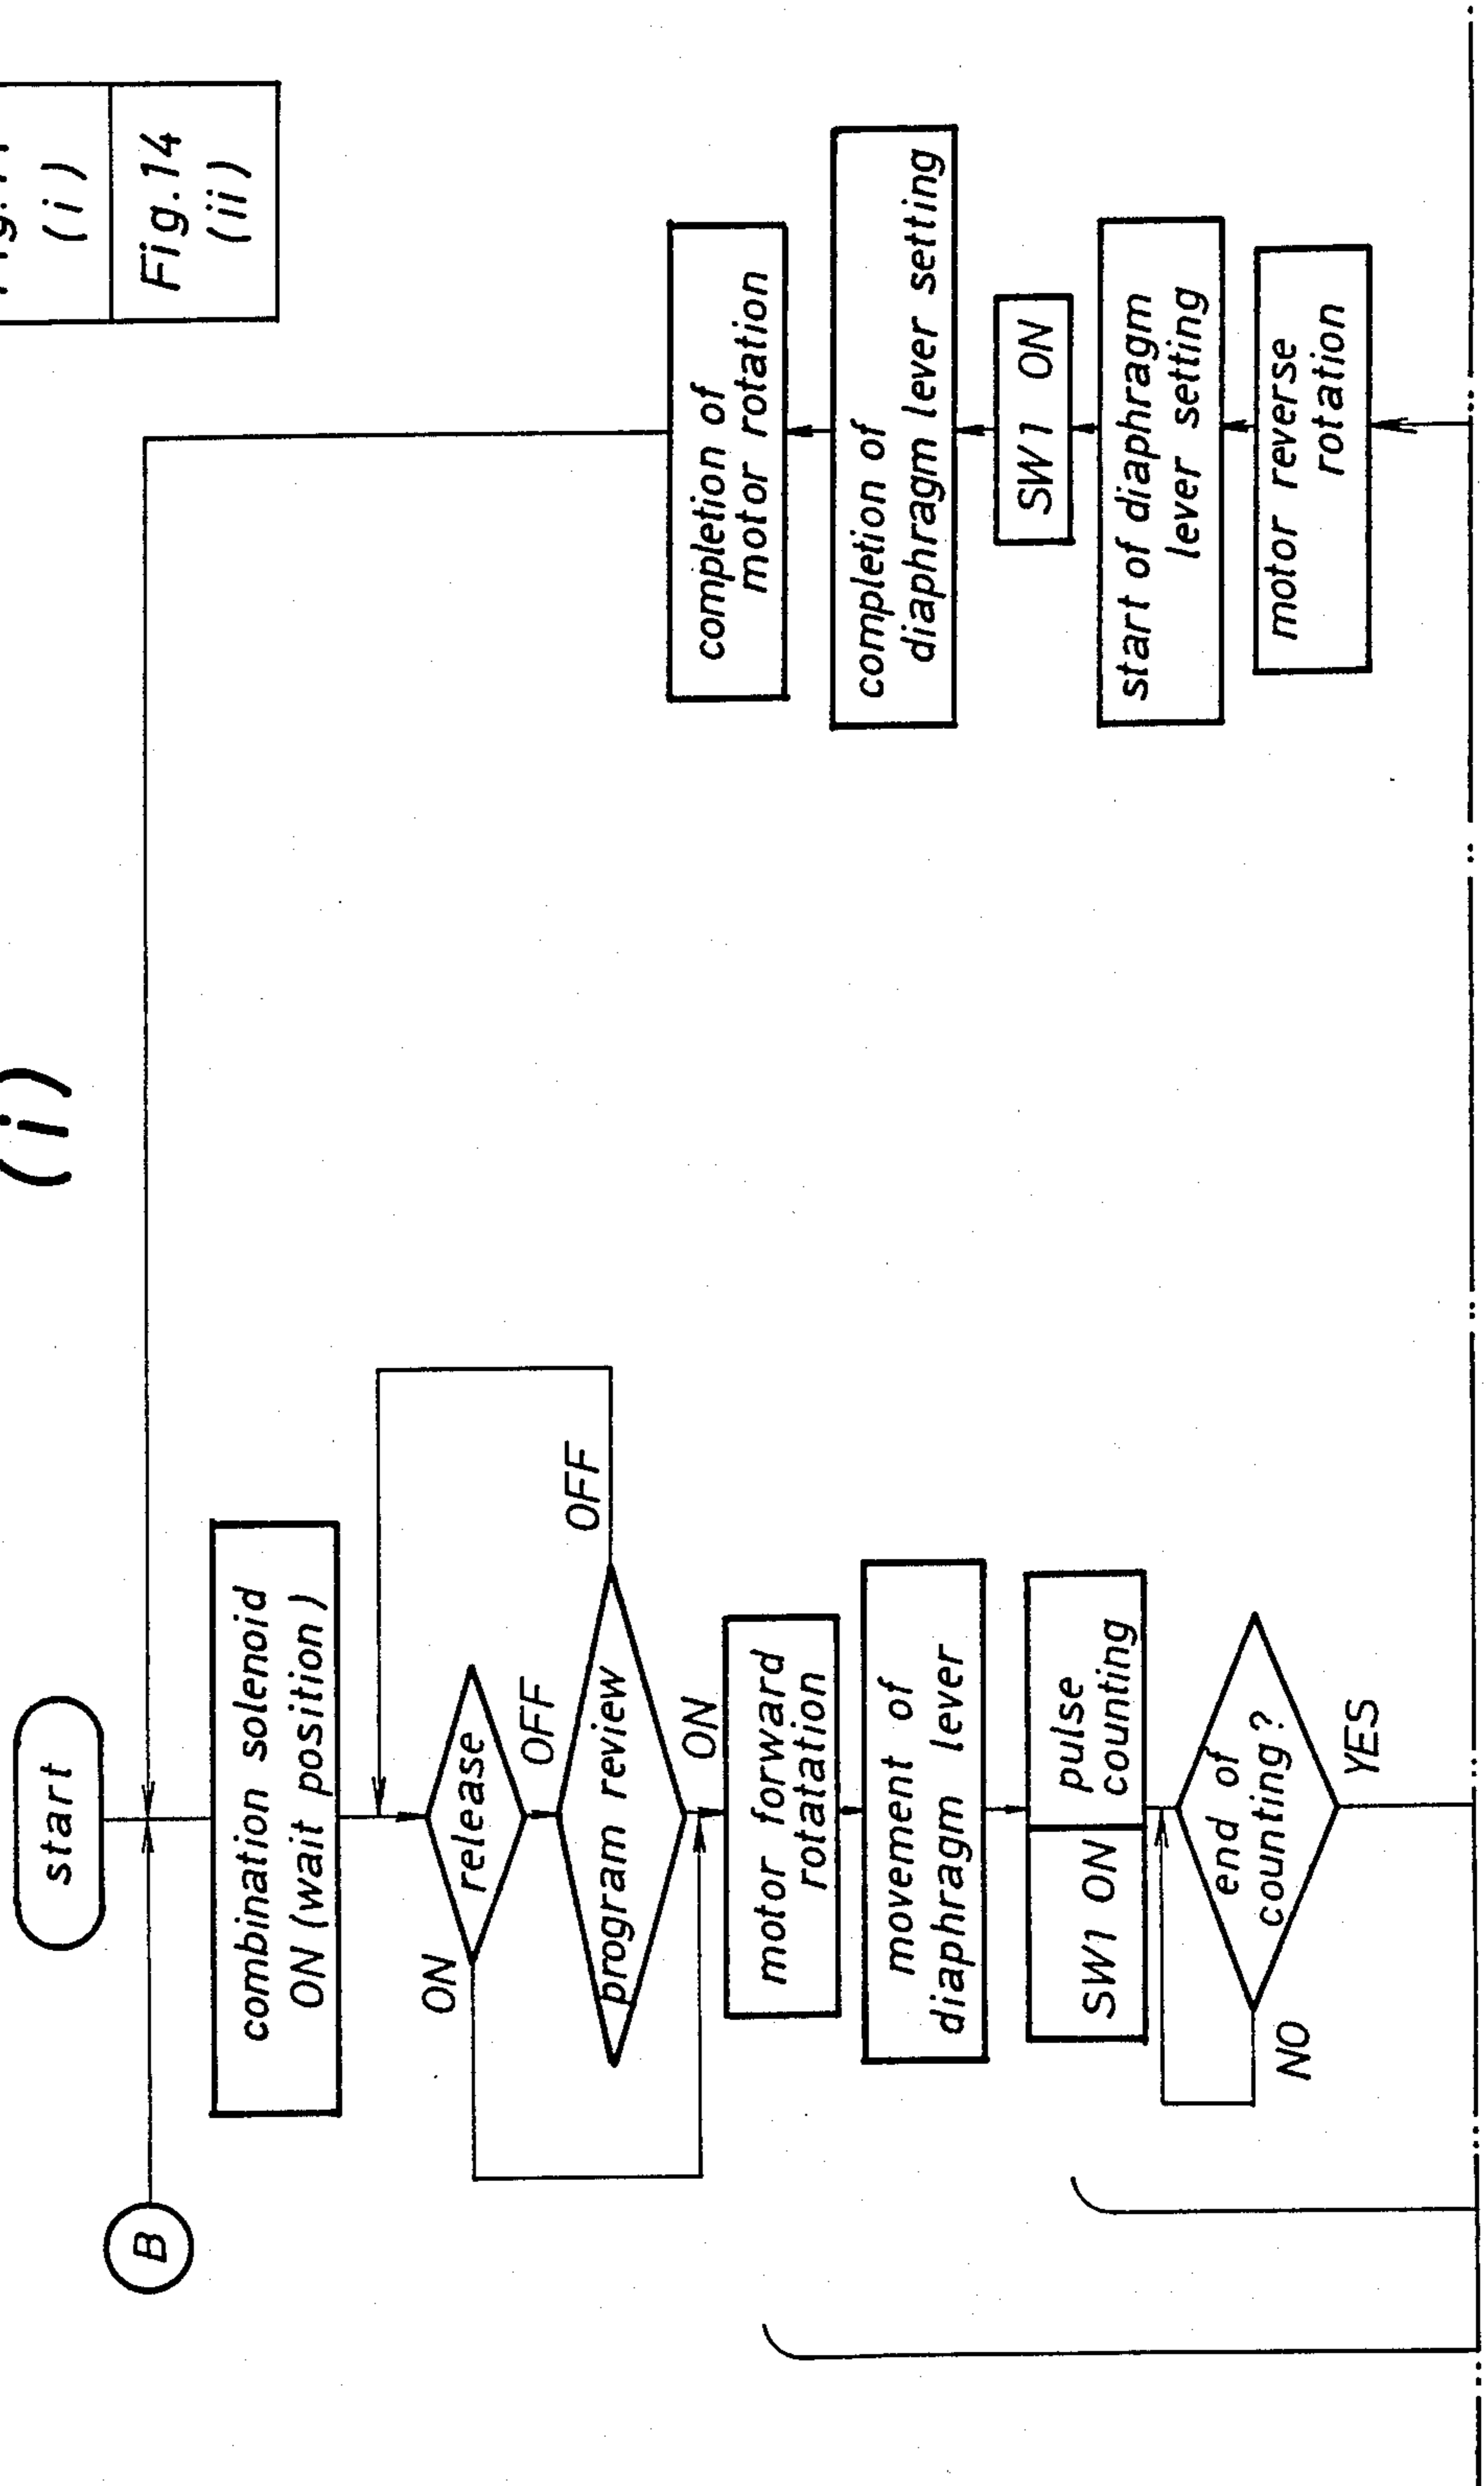 (i)
(i)
Fig.14
(ii)
start
B
combination solenoid
ON (wait position)
release
ON
OFF
program review
OFF
ON
motor forward
rotatation
movement of
diaphragm lever
SW1 ON
pulse
counting
end of
counting?
NO
YES
completion of
motor rotation
completion of
diaphragm lever setting
SW1 ON
start of diaphragm
lever setting
motor reverse
rotation